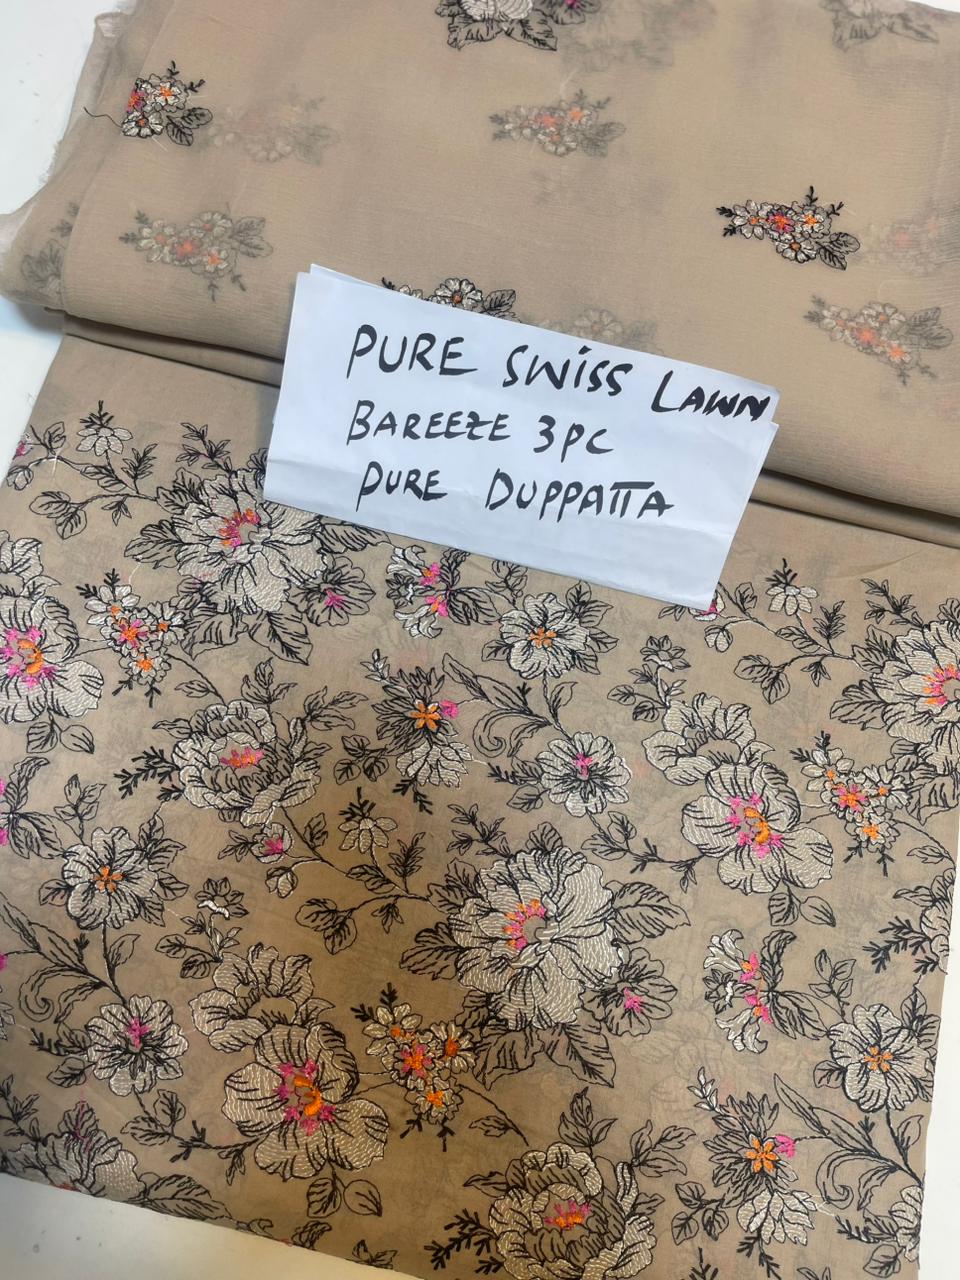 PURE SWISS LAWN
BAREEZE 3PC
PURE DUPPATTA